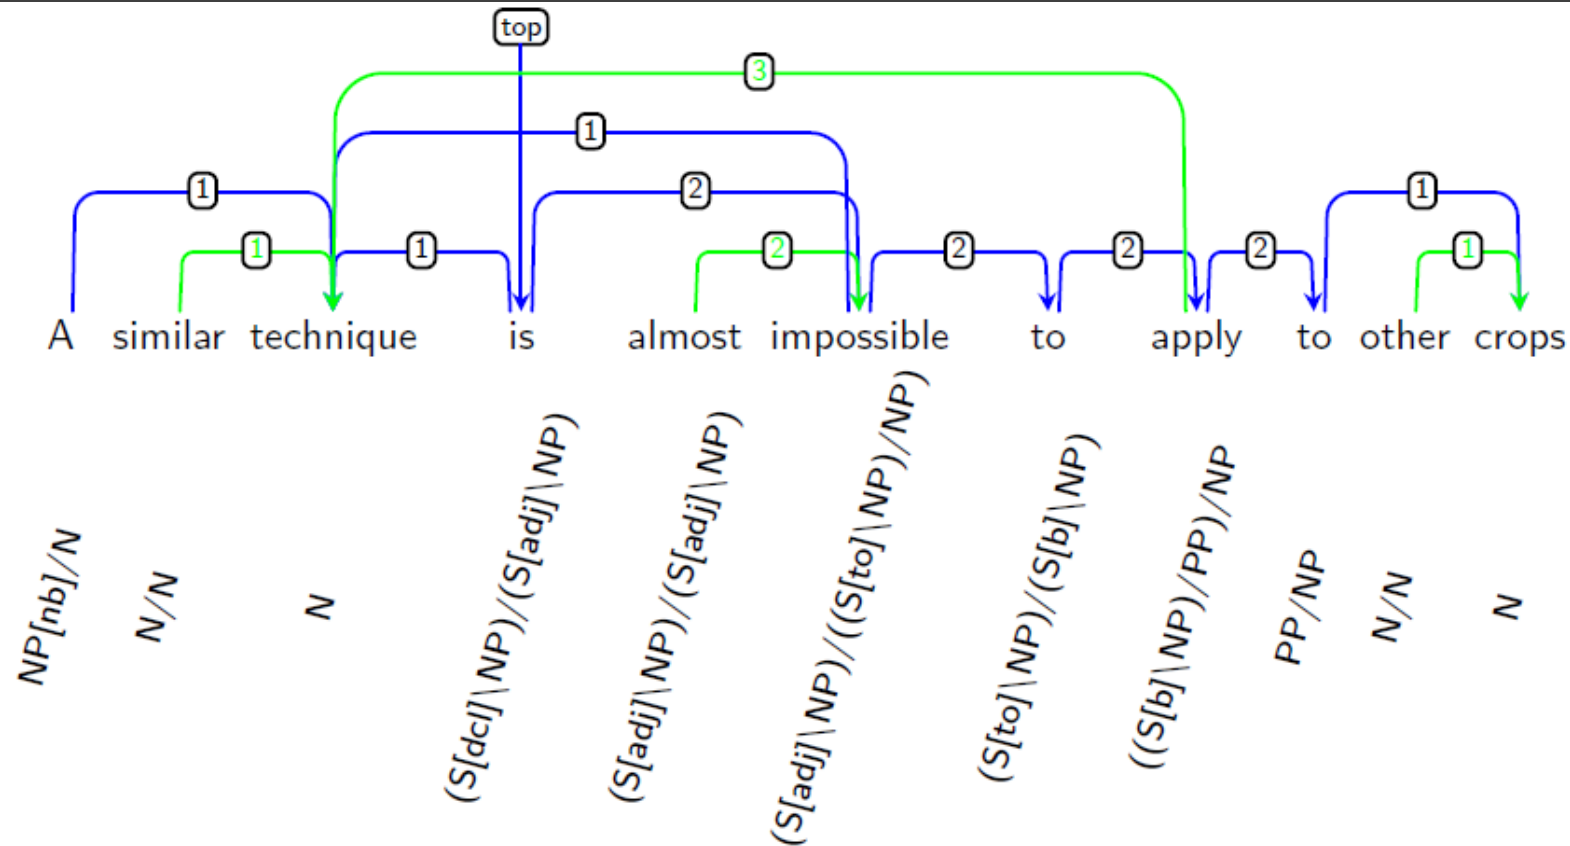 top
3
1
1 2 1
1 1 2 2 2 2 1
A similar technique is almost impossible to apply to other crops
NP[nb]/N
N/N
N
(S[dcl]\NP)/(S[adj]\NP)
(S[adj]\NP)/(S[adj]\NP)
(S[adj]\NP)/((S[to]\NP)/NP)
(S[to]\NP)/(S[b]\NP)
((S[b]\NP)/PP)/NP
PP/NP
N/N
N